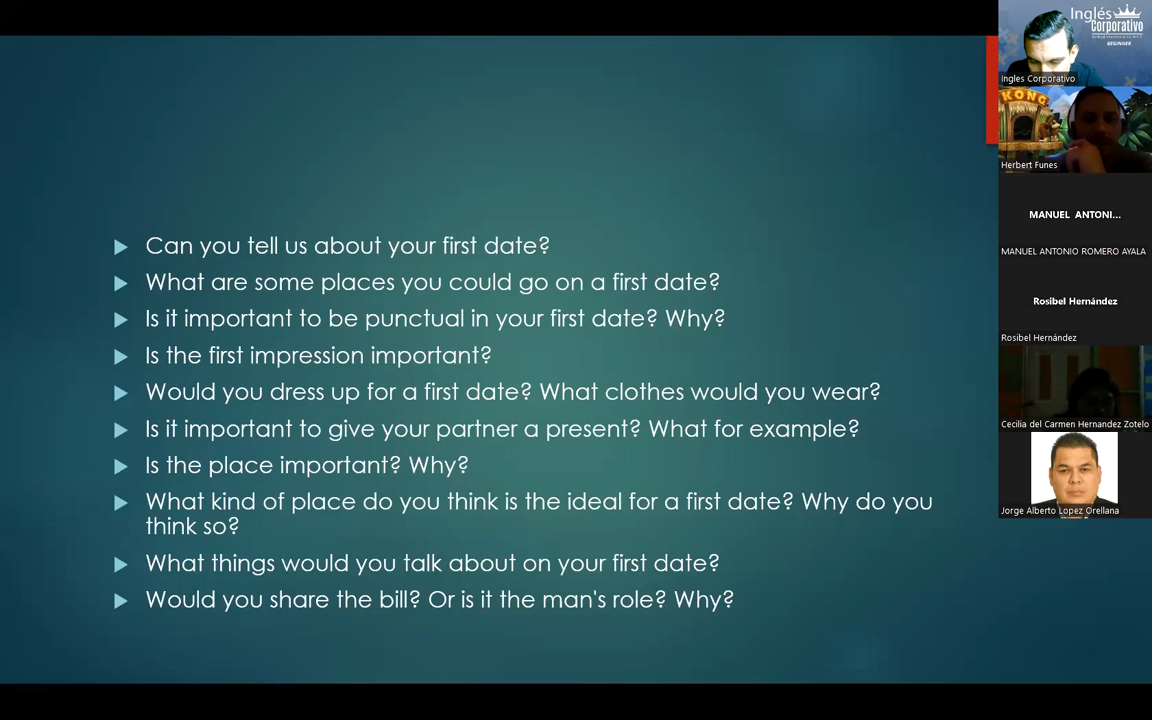 Can you tell us about your first date?
What are some places you could go on a first date?
Is it important to be punctual in your first date? Why?
Is the first impression important?
Would you dress up for a first date? What clothes would you wear?
Is it important to give your partner a present? What for example?
Is the place important? Why?
What kind of place do you think is the ideal for a first date? Why do you
think so?
What things would you talk about on your first date?
Would you share the bill? Or is it the man's role? Why?
Inglés
Corporativo
BEGINNER
Ingles Corporativo
KONG
Herbert Funes
MANUEL ANTONI...
MANUEL ANTONIO ROMERO AYALA
Rosibel Hernández
Rosibel Hernández
Cecilia del Carmen Hernandez Zotelo
Jorge Alberto Lopez Orellana